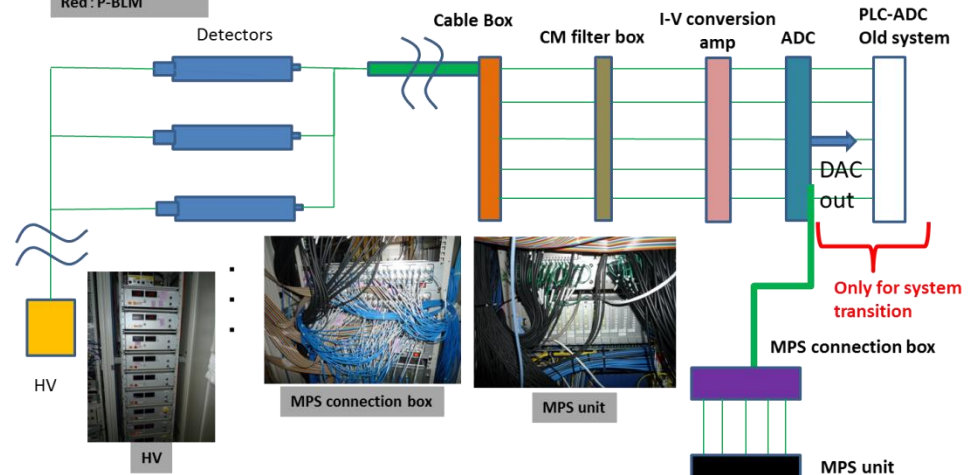 Red : P-BLM
Detectors
Cable Box
CM filter box
I-V conversion
amp
ADC
PLC-ADC
Old system
DAC
out
Only for system
transition
HV
HV
MPS connection box
MPS unit
MPS connection box
MPS unit